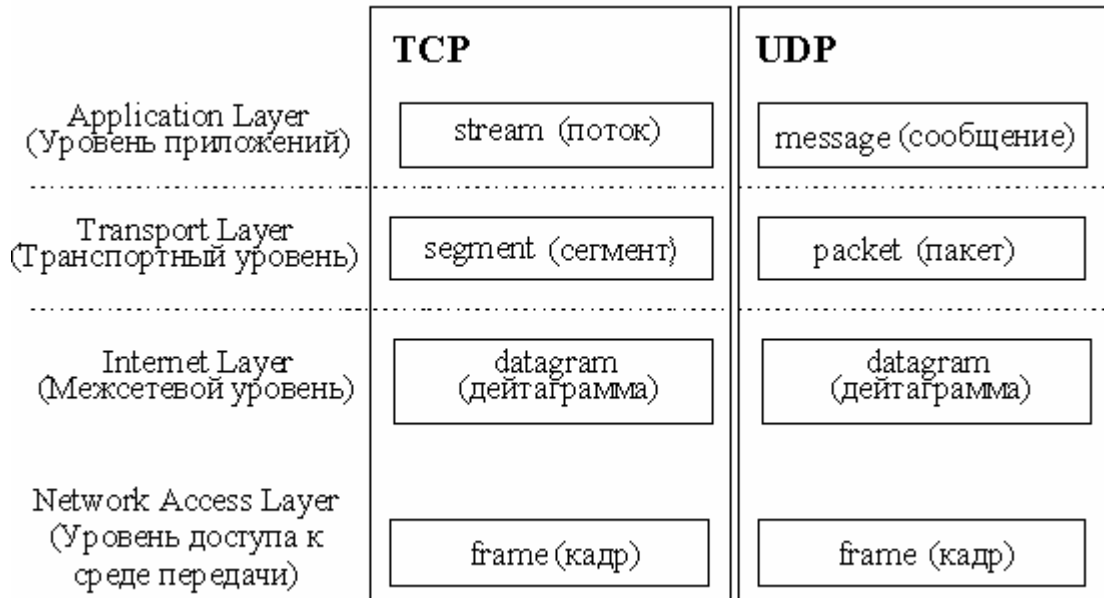 TCP
UDP
Application Layer
(Уровень приложений)
stream (поток)
message (сообщение)
Transport Layer
(Транспортный уровень)
segment (сегмент)
packet (пакет)
Internet Layer
(Межсетевой уровень)
datagram
(дейтаграмма)
datagram
(дейтаграмма)
Network Access Layer
(Уровень доступа к
среде передачи)
frame (кадр)
frame (кадр)